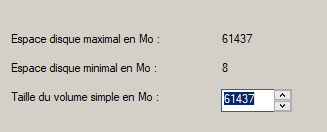 Espace disque maximal en Mo : 61437
Espace disque minimal en Mo : 8
Taille du volume simple en Mo : 61437